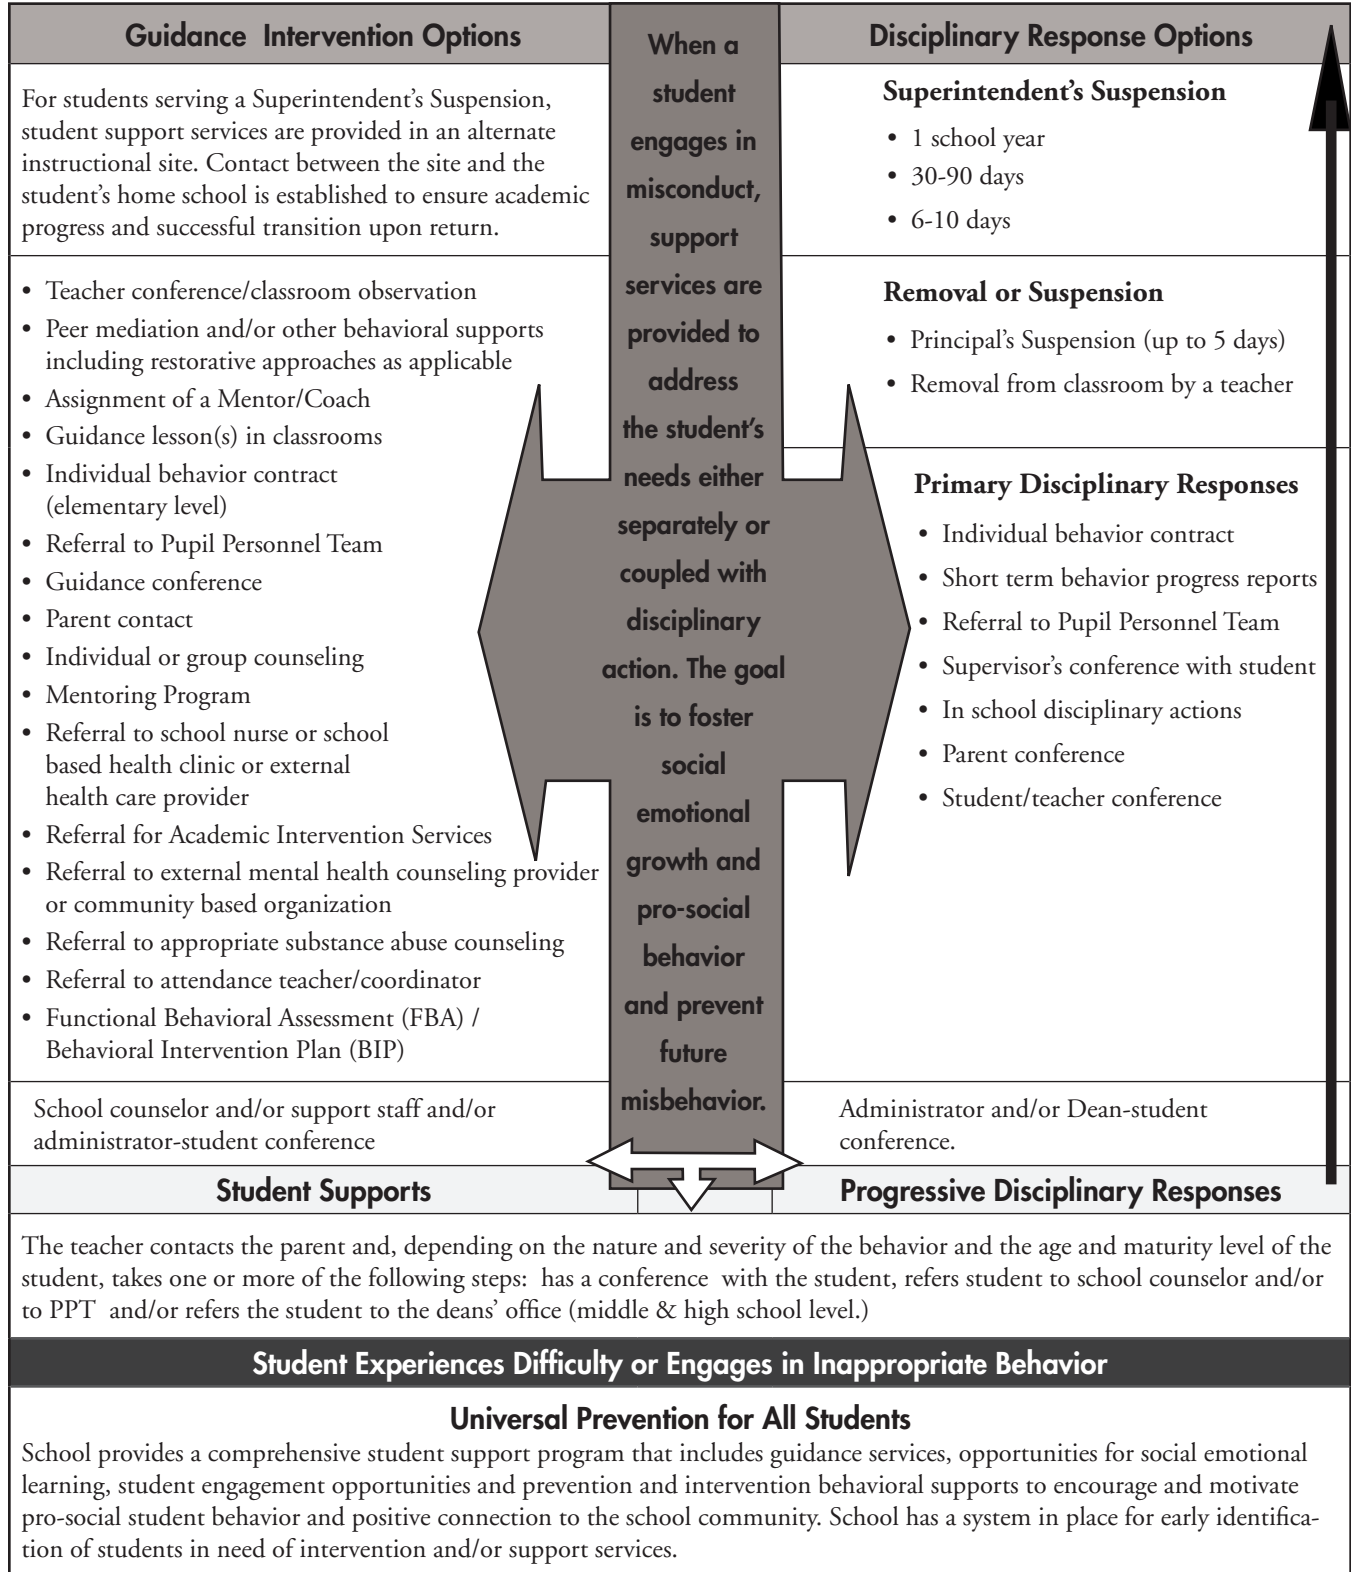 Guidance  Intervention Options
For students serving a Superintendent's Suspension,
student support services are provided in an alternate
instructional site. Contact between the site and the
student's home school is established to ensure academic
progress and successful transition upon return.
• Teacher conference/classroom observation
• Peer mediation and/or other behavioral supports
including restorative approaches as applicable
• Assignment of a Mentor/Coach
• Guidance lesson(s) in classrooms
• Individual behavior contract
(elementary level)
• Referral to Pupil Personnel Team
• Guidance conference
• Parent contact
• Individual or group counseling
• Mentoring Program
• Referral to school nurse or school
based health clinic or external
health care provider
• Referral for Academic Intervention Services
• Referral to external mental health counseling provider
or community based organization
• Referral to appropriate substance abuse counseling
• Referral to attendance teacher/coordinator
• Functional Behavioral Assessment (FBA) /
Behavioral Intervention Plan (BIP)
School counselor and/or support staff and/or
administrator-student conference
Student Supports
When a
student
engages in
misconduct,
support
services are
provided to
address
the student's
needs either
separately or
coupled with
disciplinary
action. The goal
is to foster
social
emotional
growth and
pro-social
behavior
and prevent
future
misbehavior.
Disciplinary Response Options
Superintendent's Suspension
• 1 school year
• 30-90 days
• 6-10 days
Removal or Suspension
• Principal's Suspension (up to 5 days)
• Removal from classroom by a teacher
Primary Disciplinary Responses
• Individual behavior contract
• Short term behavior progress reports
• Referral to Pupil Personnel Team
• Supervisor's conference with student
• In school disciplinary actions
• Parent conference
• Student/teacher conference
Administrator and/or Dean-student
conference.
Progressive Disciplinary Responses
The teacher contacts the parent and, depending on the nature and severity of the behavior and the age and maturity level of the
student, takes one or more of the following steps:  has a conference  with the student, refers student to school counselor and/or
to PPT  and/or refers the student to the deans' office (middle & high school level.)
Student Experiences Difficulty or Engages in Inappropriate Behavior
Universal Prevention for All Students
School provides a comprehensive student support program that includes guidance services, opportunities for social emotional
learning, student engagement opportunities and prevention and intervention behavioral supports to encourage and motivate
pro-social student behavior and positive connection to the school community. School has a system in place for early identifica-
tion of students in need of intervention and/or support services.